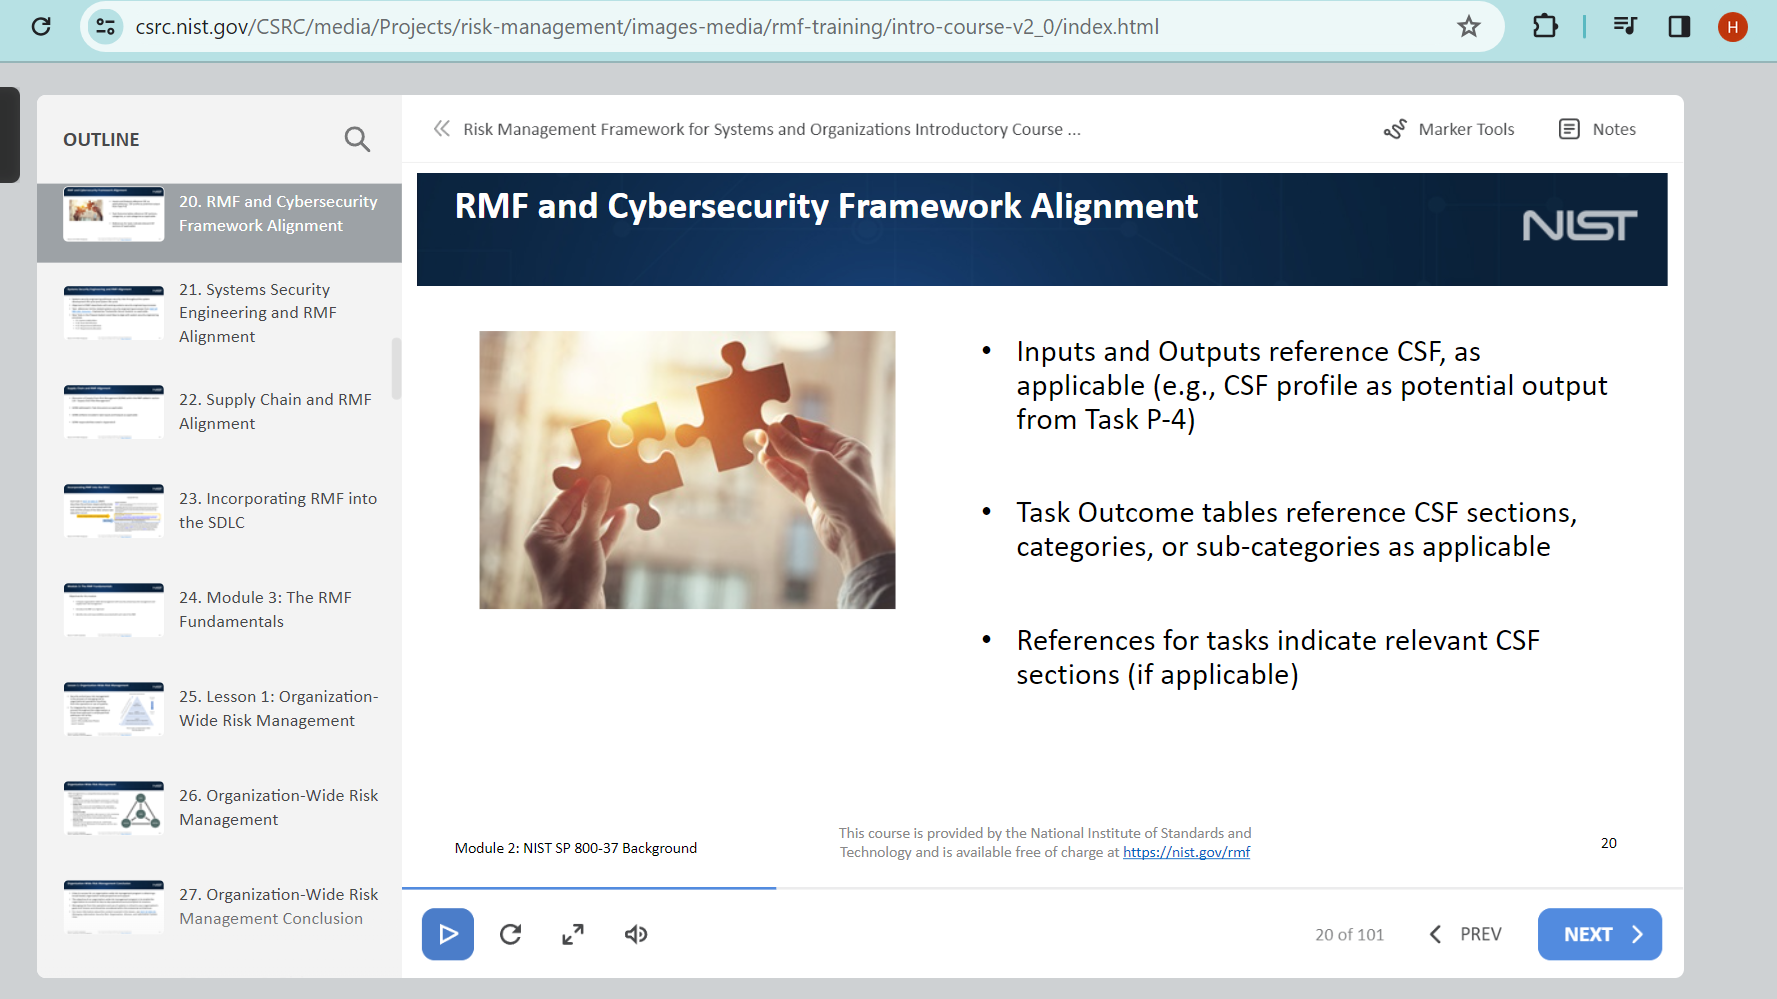 csrc.nist.gov/CSRC/media/Projects/risk-management/images-media/rmf-training/intro-course-v2_0/index.html
H
OUTLINE
20. RMF and Cybersecurity
Framework Alignment
21. Systems Security
Engineering and RMF
Alignment
22. Supply Chain and RMF
Alignment
23. Incorporating RMF into
the SDLC
24. Module 3: The RMF
Fundamentals
25. Lesson 1: Organization-
Wide Risk Management
26. Organization-Wide Risk
Management
27. Organization-Wide Risk
Management Conclusion
Risk Management Framework for Systems and Organizations Introductory Course ...
Marker Tools
Notes
RMF and Cybersecurity Framework Alignment
NIST
• Inputs and Outputs reference CSF, as
applicable (e.g., CSF profile as potential output
from Task P-4)
• Task Outcome tables reference CSF sections,
categories, or sub-categories as applicable
• References for tasks indicate relevant CSF
sections (if applicable)
Module 2: NIST SP 800-37 Background
This course is provided by the National Institute of Standards and
Technology and is available free of charge at https://nist.gov/rmf
20
20 of 101
PREV
NEXT